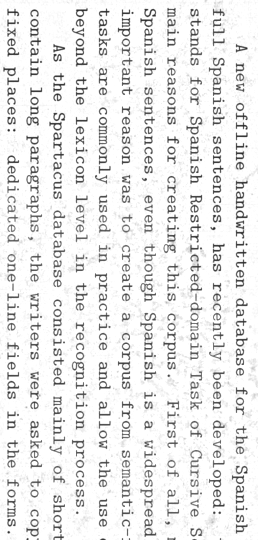 A new offline handwritten database for the Spanish
full Spanish sentences, has recently been developed:
stands for Spanish Restricted-domain Task of Cursive S
main reasons for creating this corpus. First of all,
Spanish sentences, even though Spanish is a widespread
important reason was to create a corpus from semantic-
tasks are commonly used in practice and allow the use
beyond the lexicon level in the recognition process.
As the Spartacus database consisted mainly of short
contain long paragraphs, the writers were asked to cop
fixed places: dedicated one-line fields in the forms.